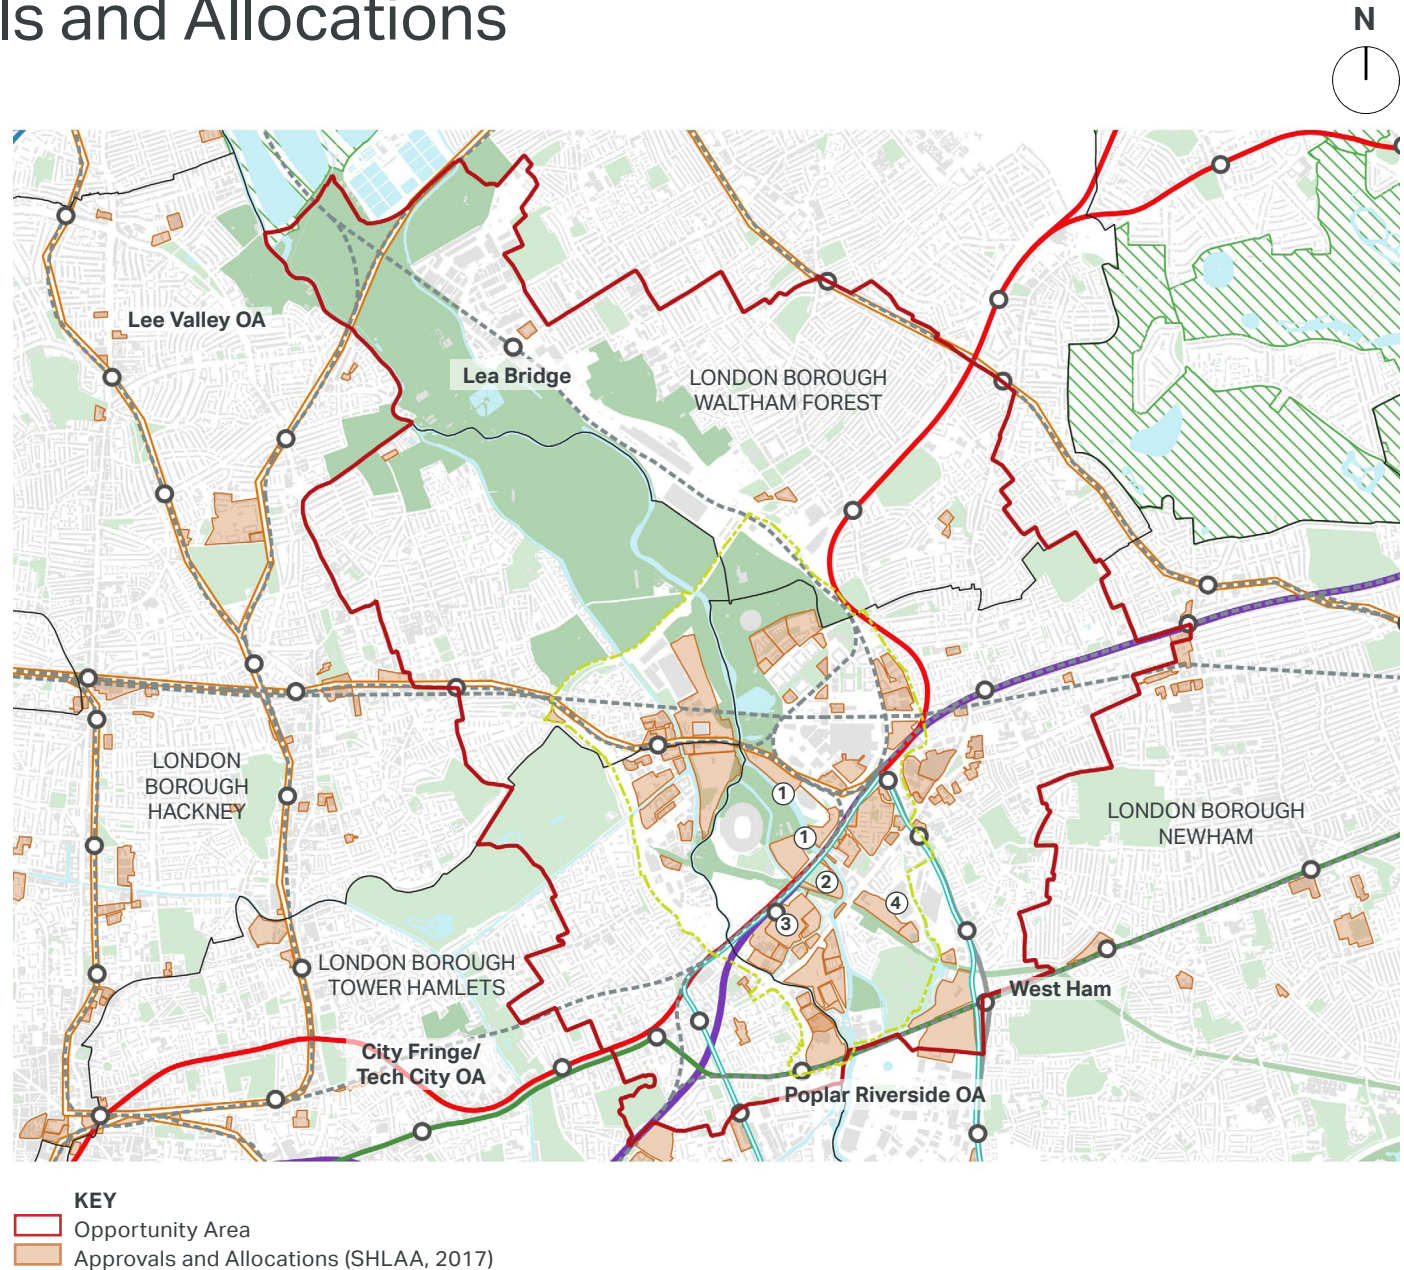 ls and Allocations
N
Lee Valley OA
Lea Bridge
LONDON BOROUGH
WALTHAM FOREST
LONDON
BOROUGH
HACKNEY
1
LONDON BOROUGH
NEWHAM
1
2
4
3
LONDON BOROUGH
TOWER HAMLETS
West Ham
City Fringe/
Tech City OA
Poplar Riverside OA
KEY
Opportunity Area
Approvals and Allocations (SHLAA, 2017)